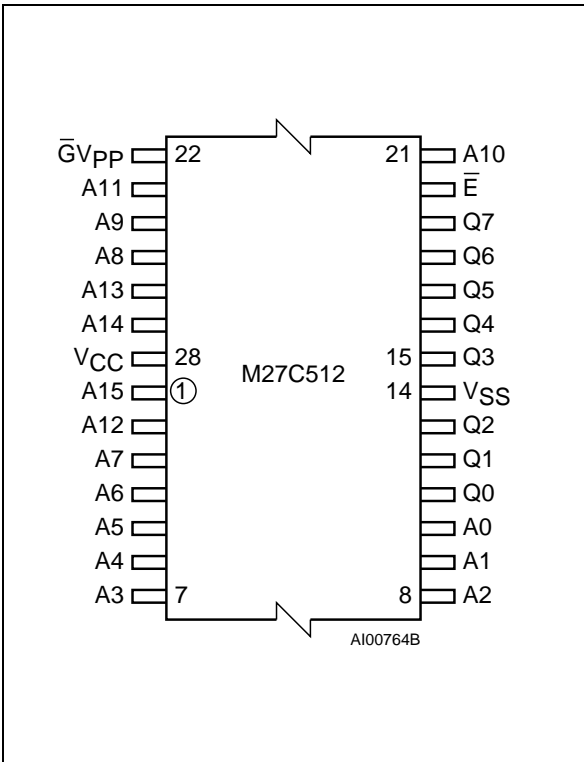 G̅VPP 22 21 A10
A11 E̅
A9 Q7
A8 Q6
A13 Q5
A14 Q4
VCC 28 15 Q3
M27C512
A15 1 14 VSS
A12 Q2
A7 Q1
A6 Q0
A5 A0
A4 A1
A3 7 8 A2
AI00764B